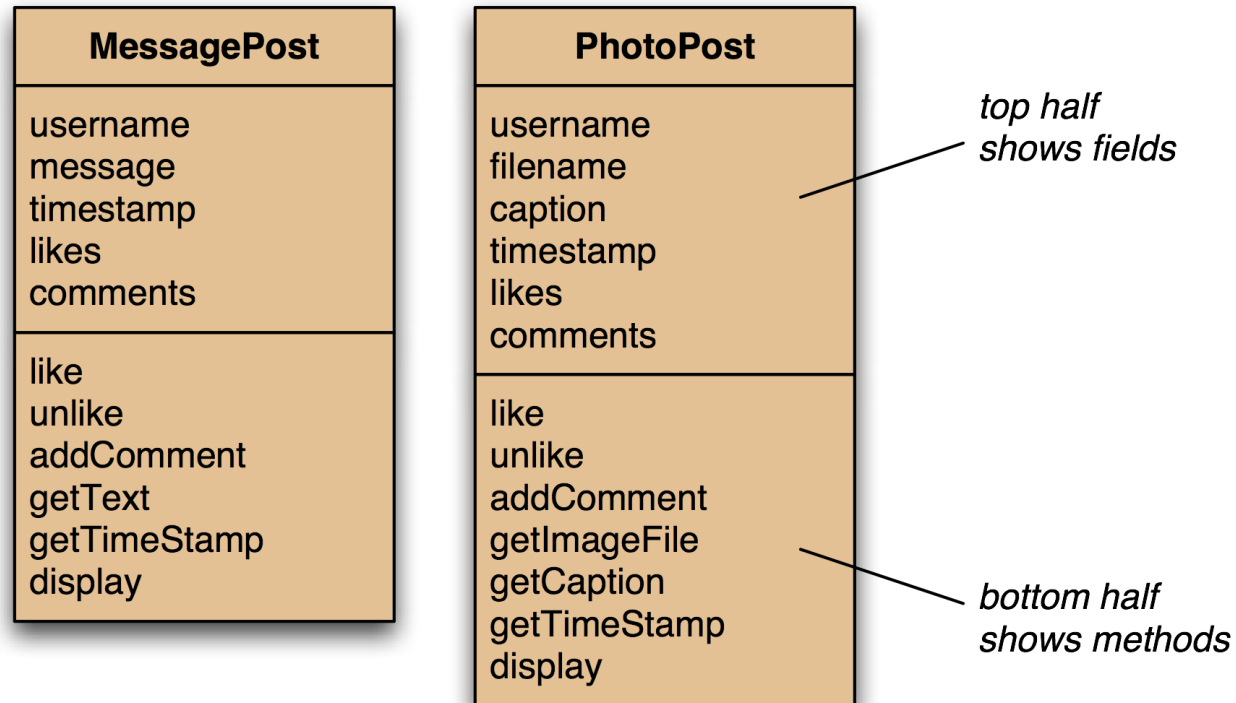 MessagePost
username
message
timestamp
likes
comments
like
unlike
addComment
getText
getTimeStamp
display
PhotoPost
username
filename
caption
timestamp
likes
comments
like
unlike
addComment
getImageFile
getCaption
getTimeStamp
display
top half
shows fields
bottom half
shows methods